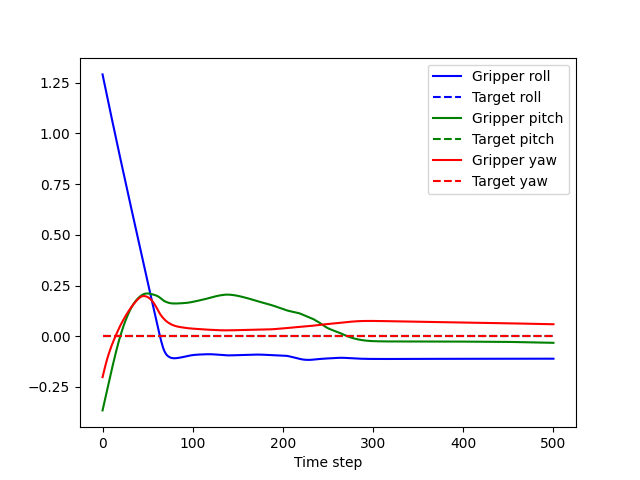 1.25
1.00
0.75
0.50
0.25
0.00
−0.25
0
100
200
300
400
500
Time step
Gripper roll
Target roll
Gripper pitch
Target pitch
Gripper yaw
Target yaw